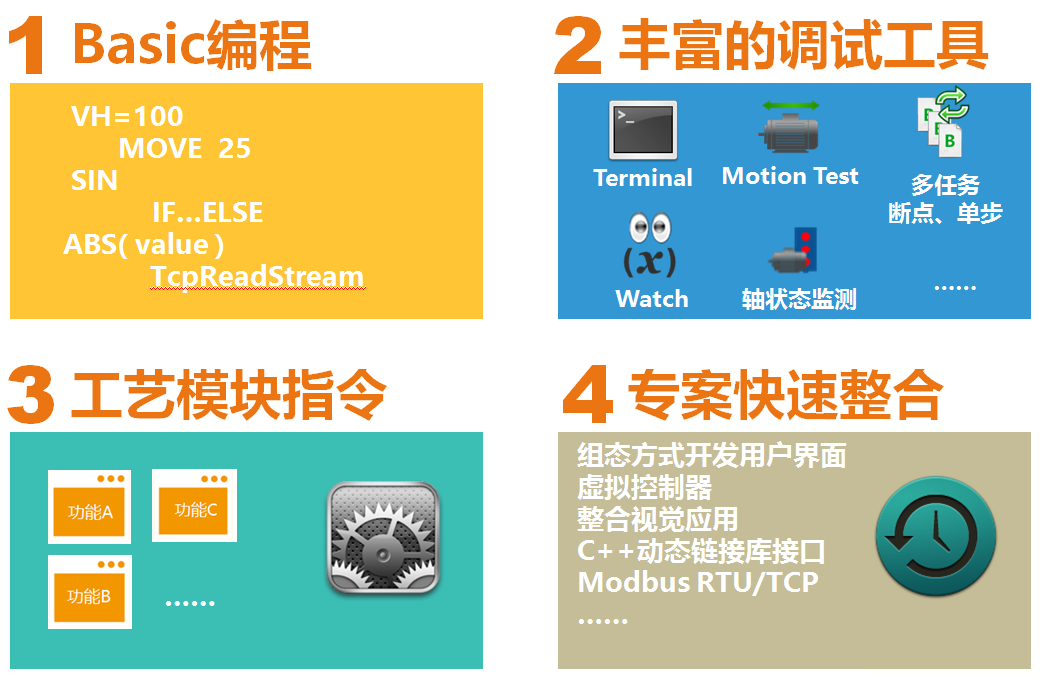 1 Basic编程
VH=100
MOVE 25
SIN
IF...ELSE
ABS( value )
TcpReadStream
2 丰富的调试工具
>_
Terminal
Motion Test
B
B
B
多任务
断点、单步
(x)
Watch
轴状态监测
......
3 工艺模块指令
功能A
功能C
功能B
......
4 专案快速整合
组态方式开发用户界面
虚拟控制器
整合视觉应用
C++动态链接库接口
Modbus RTU/TCP
......